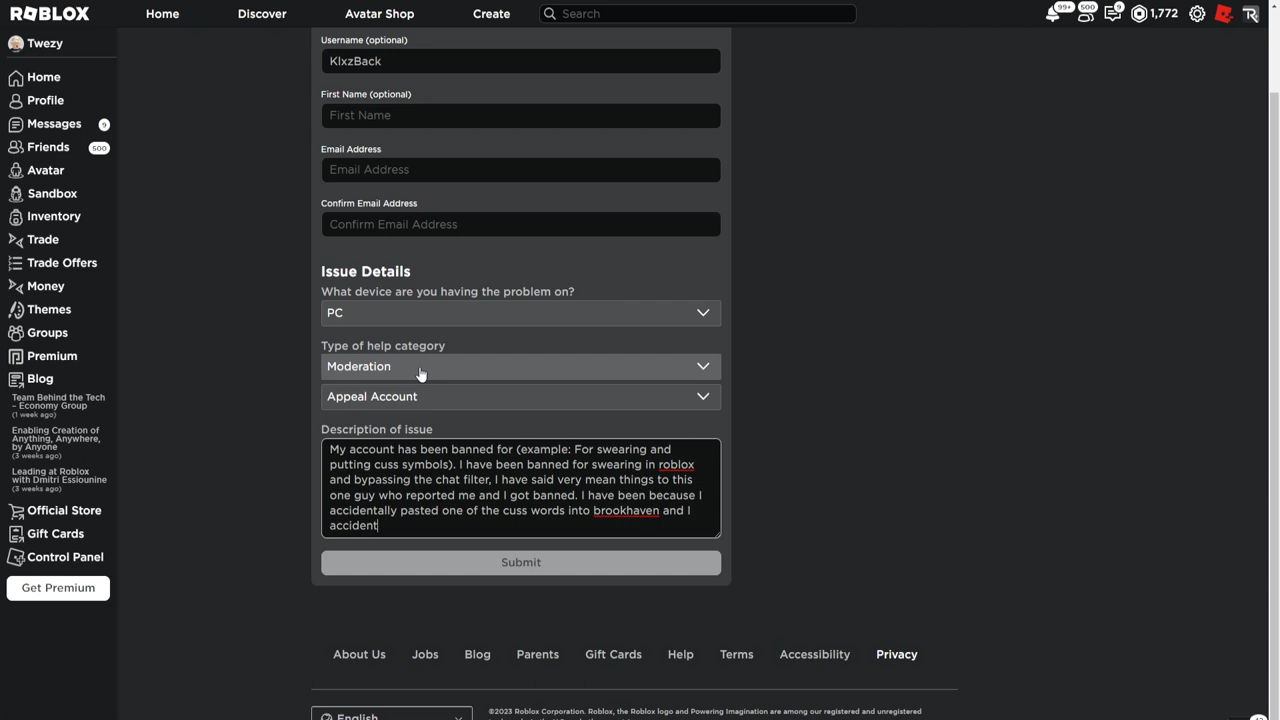 ROBLOX
Home
Discover
Avatar Shop
Create
Search
99+
500
9
1,772
Twezy
Home
Profile
Messages
9
Friends
500
Avatar
Sandbox
Inventory
Trade
Trade Offers
Money
Themes
Groups
Premium
Blog
Team Behind the Tech
– Economy Group
(1 week ago)
Enabling Creation of
Anything, Anywhere,
by Anyone
(3 weeks ago)
Leading at Roblox
with Dmitri Essiounine
(3 weeks ago)
Official Store
Gift Cards
Control Panel
Get Premium
Username (optional)
KlxzBack
First Name (optional)
First Name
Email Address
Email Address
Confirm Email Address
Confirm Email Address
Issue Details
What device are you having the problem on?
PC
Type of help category
Moderation
Appeal Account
Description of issue
My account has been banned for (example: For swearing and
putting cuss symbols). I have been banned for swearing in roblox
and bypassing the chat filter, I have said very mean things to this
one guy who reported me and I got banned. I have been because I
accidentally pasted one of the cuss words into brookhaven and I
accident
Submit
About Us
Jobs
Blog
Parents
Gift Cards
Help
Terms
Accessibility
Privacy
English
©2023 Roblox Corporation. Roblox, the Roblox logo and Powering Imagination are among our registered and unregistered